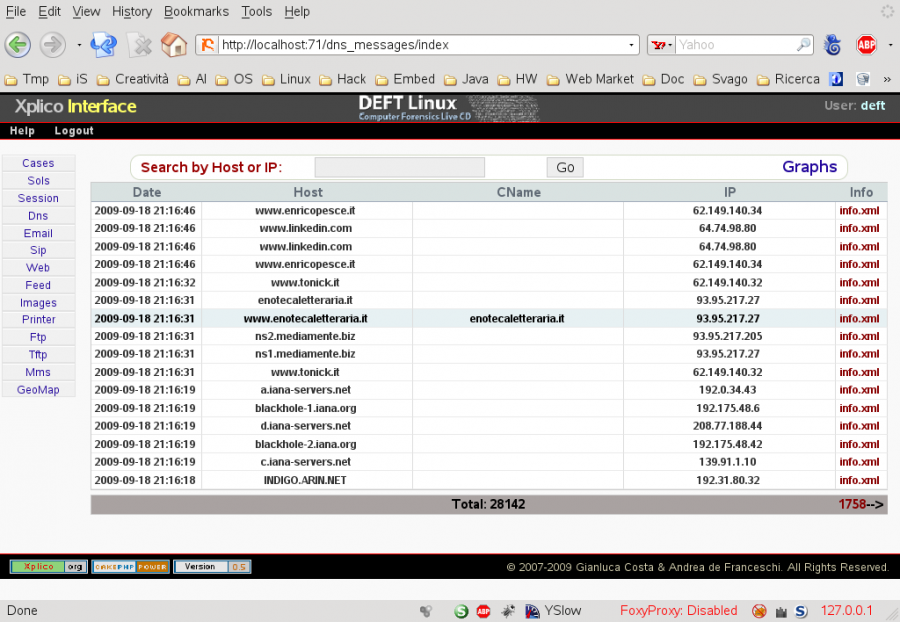 File Edit View History Bookmarks Tools Help
http://localhost:71/dns_messages/index Yahoo ABP
Tmp iS Creatività AI OS Linux Hack Embed Java HW Web Market Doc Svago Ricerca »
Xplico Interface DEFT Linux User: deft
Computer Forensics Live CD
Help Logout
Cases
Sols
Session
Dns
Email
Sip
Web
Feed
Images
Printer
Ftp
Tftp
Mms
GeoMap
Search by Host or IP: Go Graphs
Date Host CName IP Info
2009-09-18 21:16:46 www.enricopesce.it 62.149.140.34 info.xml
2009-09-18 21:16:46 www.linkedin.com 64.74.98.80 info.xml
2009-09-18 21:16:46 www.linkedin.com 64.74.98.80 info.xml
2009-09-18 21:16:46 www.enricopesce.it 62.149.140.34 info.xml
2009-09-18 21:16:32 www.tonick.it 62.149.140.32 info.xml
2009-09-18 21:16:31 enotecaletteraria.it 93.95.217.27 info.xml
2009-09-18 21:16:31 www.enotecaletteraria.it enotecaletteraria.it 93.95.217.27 info.xml
2009-09-18 21:16:31 ns2.mediamente.biz 93.95.217.205 info.xml
2009-09-18 21:16:31 ns1.mediamente.biz 93.95.217.27 info.xml
2009-09-18 21:16:31 www.tonick.it 62.149.140.32 info.xml
2009-09-18 21:16:19 a.iana-servers.net 192.0.34.43 info.xml
2009-09-18 21:16:19 blackhole-1.iana.org 192.175.48.6 info.xml
2009-09-18 21:16:19 d.iana-servers.net 208.77.188.44 info.xml
2009-09-18 21:16:19 blackhole-2.iana.org 192.175.48.42 info.xml
2009-09-18 21:16:19 c.iana-servers.net 139.91.1.10 info.xml
2009-09-18 21:16:18 INDIGO.ARIN.NET 192.31.80.32 info.xml
Total: 28142 1758-->
Xplico org CAKEPHP POWER Version 0.5 © 2007-2009 Gianluca Costa & Andrea de Franceschi. All Rights Reserved.
Done S ABP YSlow FoxyProxy: Disabled S 127.0.0.1